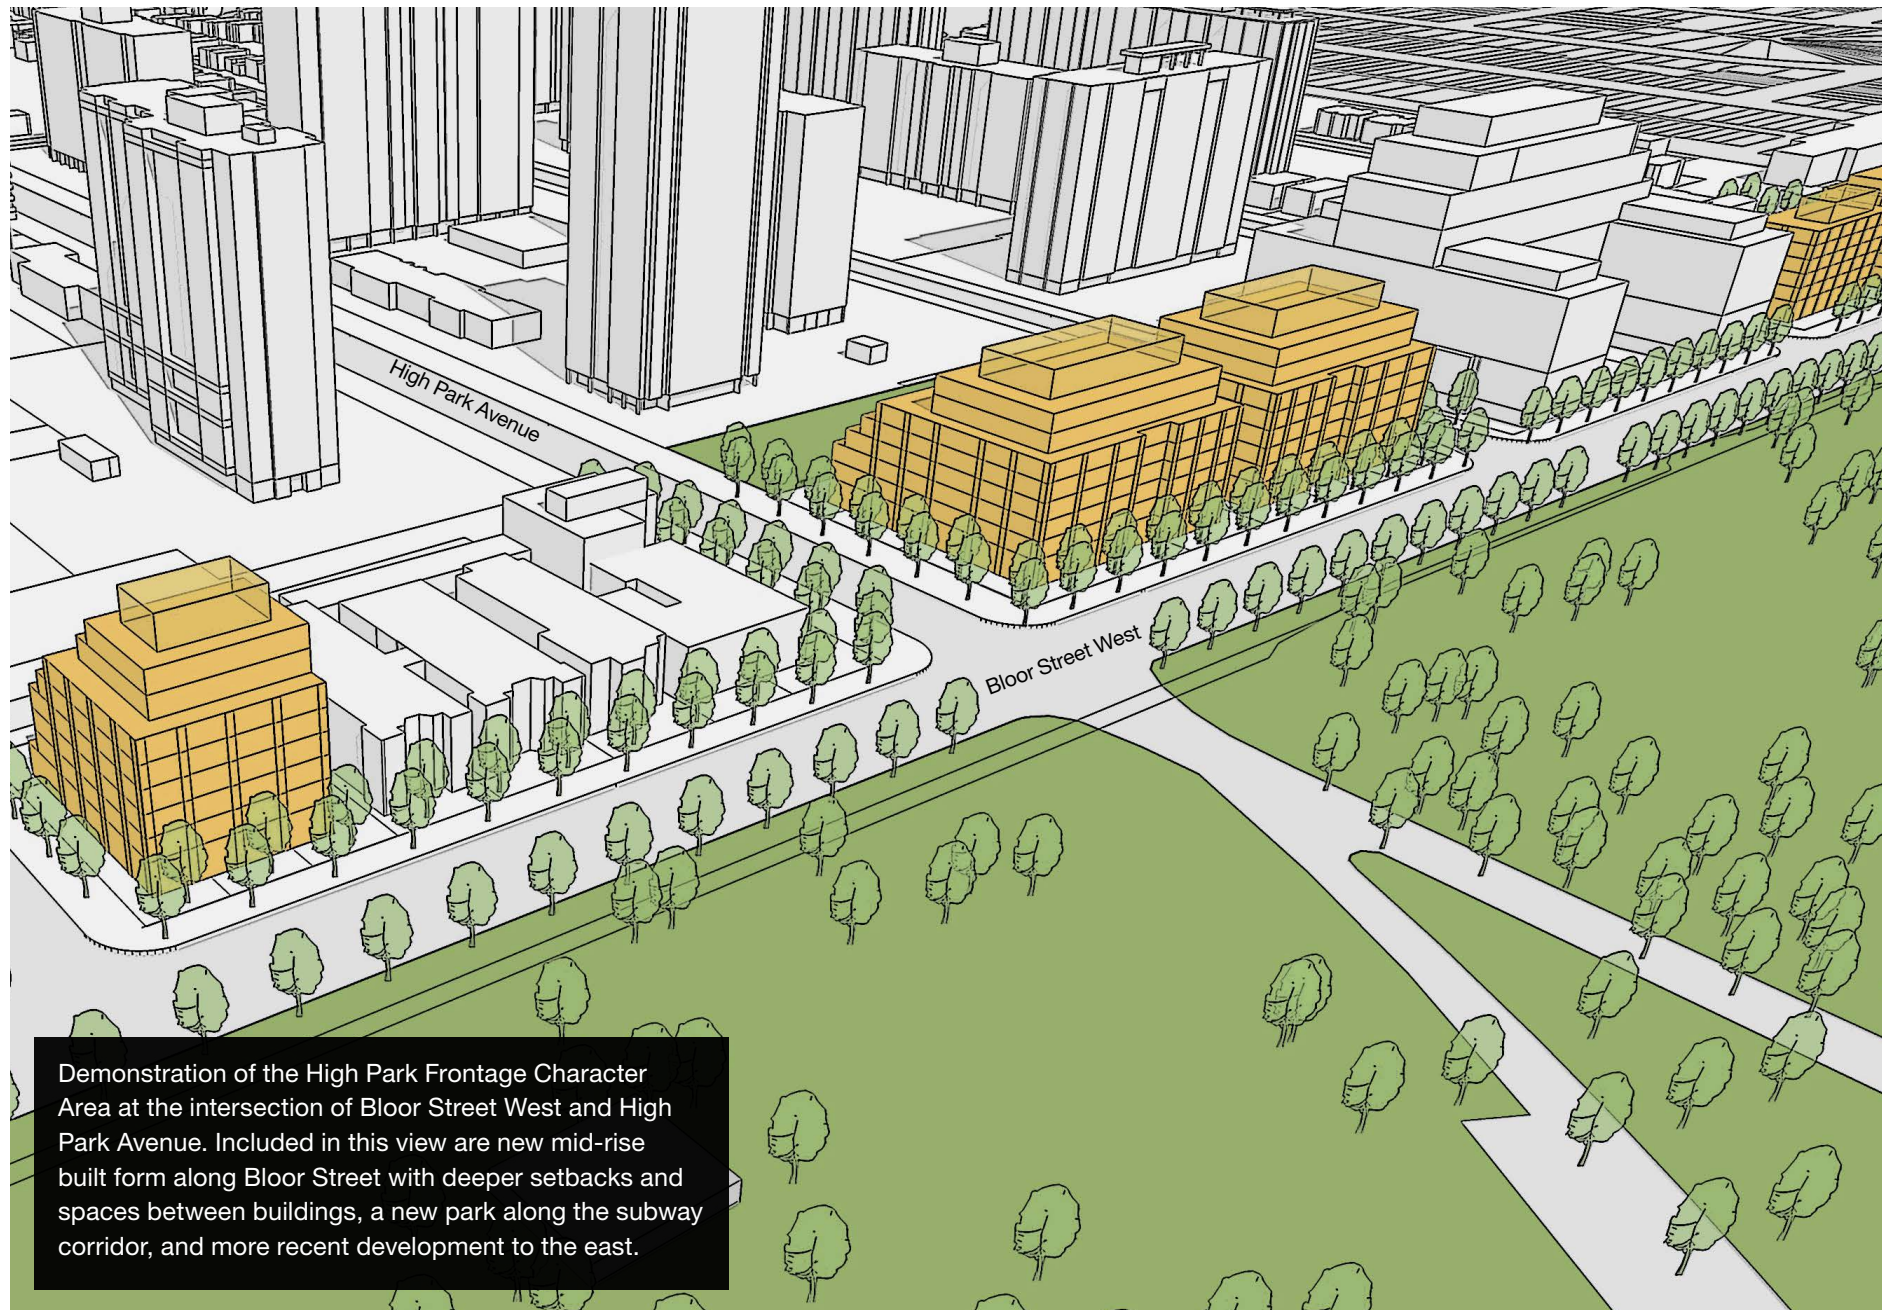 High Park Avenue
Bloor Street West
Demonstration of the High Park Frontage Character
Area at the intersection of Bloor Street West and High
Park Avenue. Included in this view are new mid-rise
built form along Bloor Street with deeper setbacks and
spaces between buildings, a new park along the subway
corridor, and more recent development to the east.